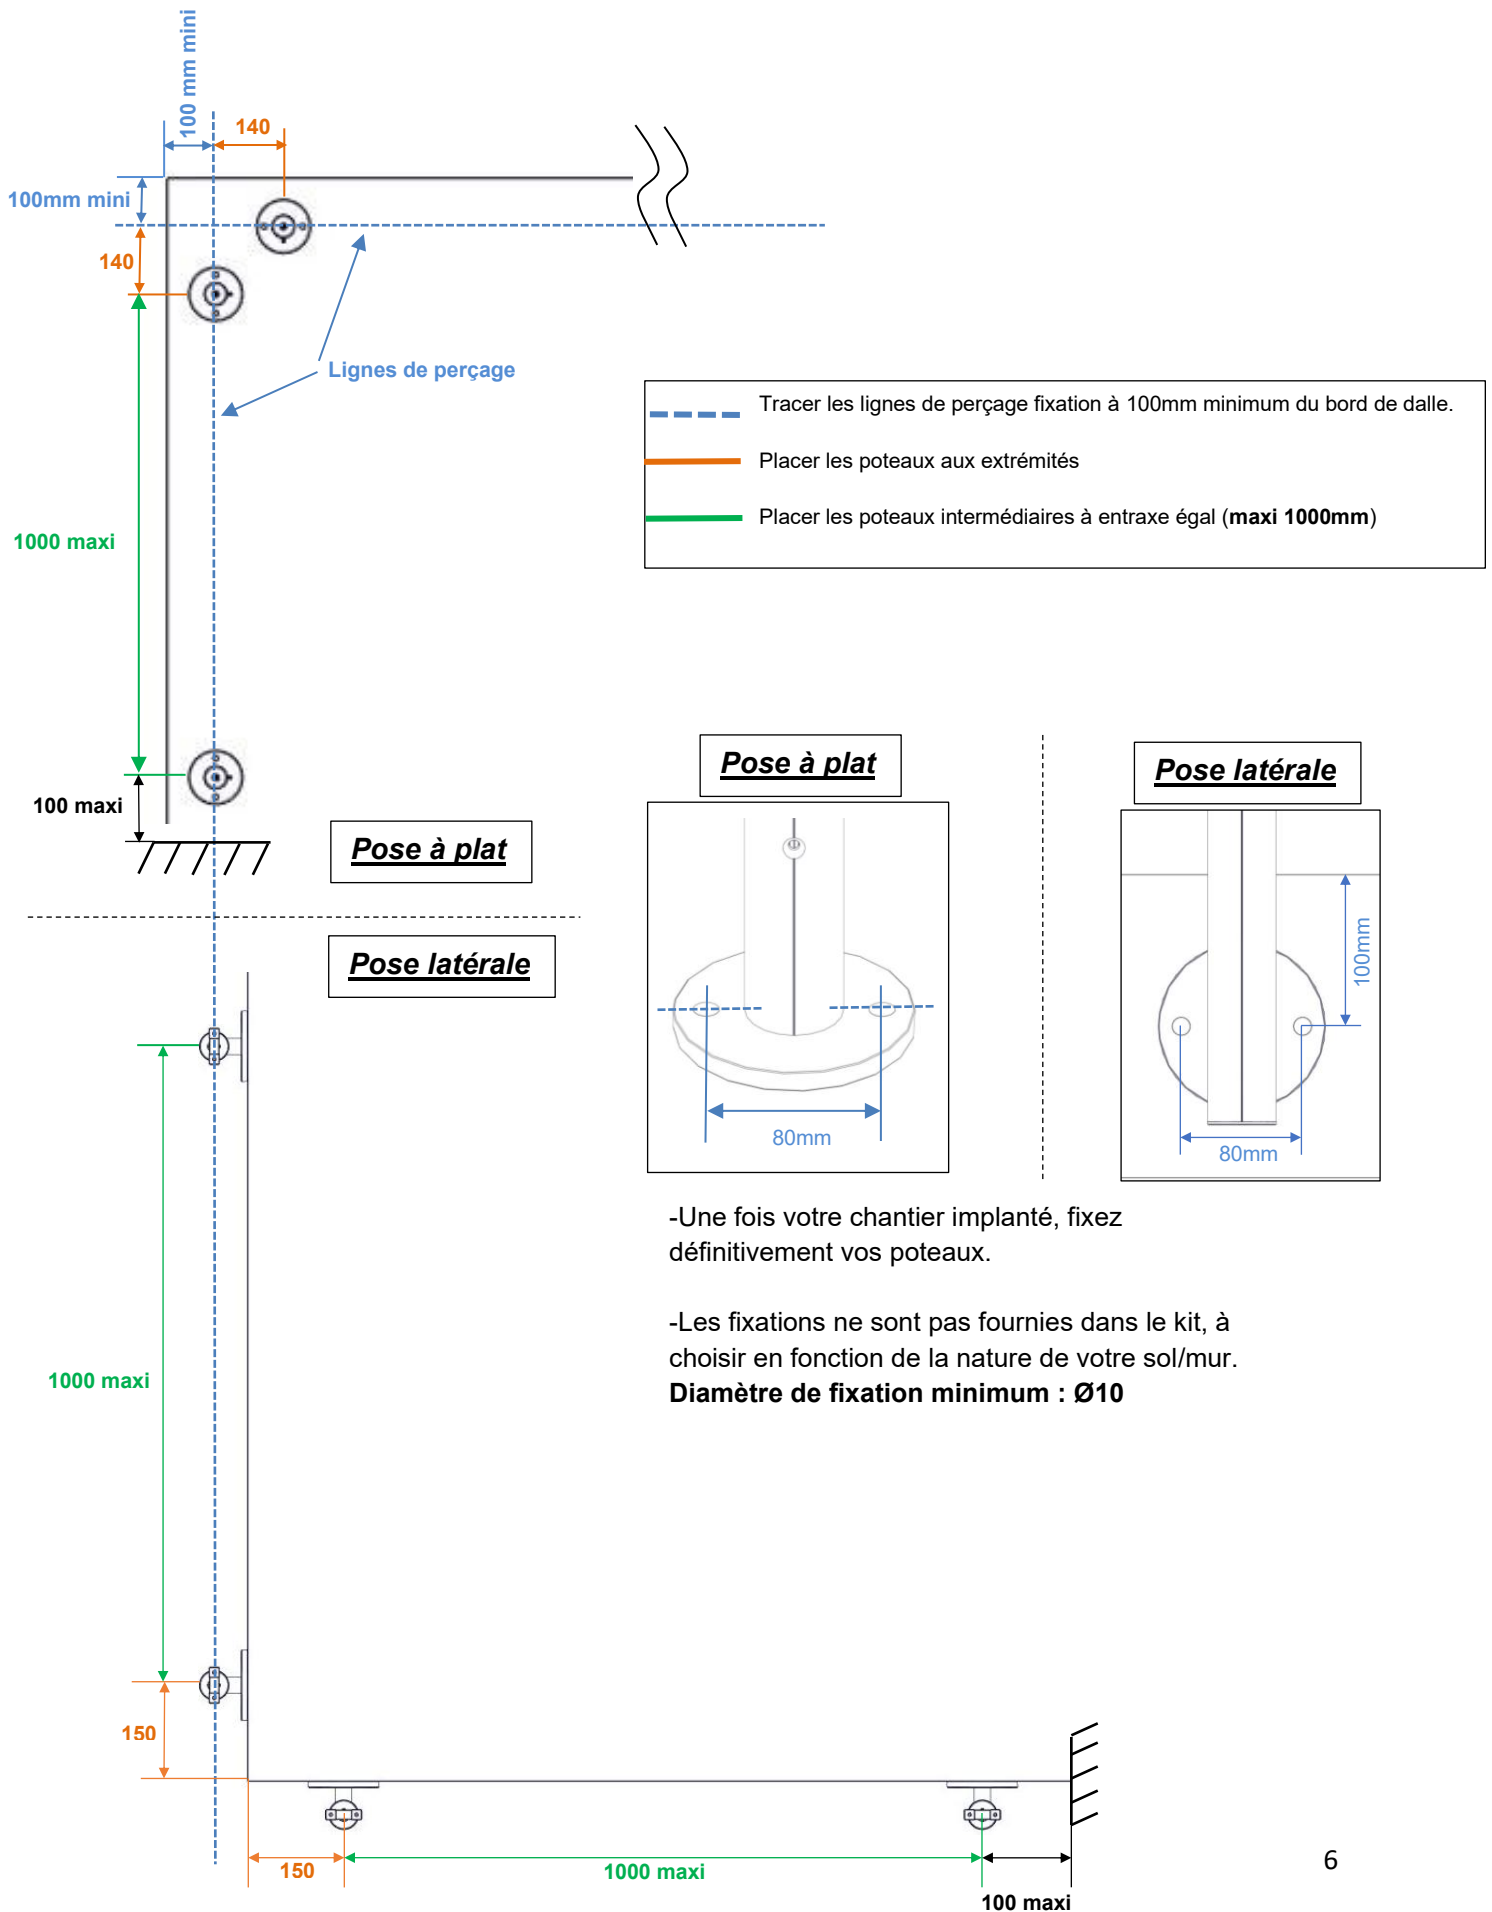 100 mm mini
140
100mm mini
140
Lignes de perçage
Tracer les lignes de perçage fixation à 100mm minimum du bord de dalle.
Placer les poteaux aux extrémités
Placer les poteaux intermédiaires à entraxe égal (maxi 1000mm)
1000 maxi
100 maxi
Pose à plat
Pose latérale
Pose à plat
80mm
Pose latérale
100mm
80mm
-Une fois votre chantier implanté, fixez
définitivement vos poteaux.
-Les fixations ne sont pas fournies dans le kit, à
choisir en fonction de la nature de votre sol/mur.
Diamètre de fixation minimum : Ø10
1000 maxi
150
150
1000 maxi
100 maxi
6